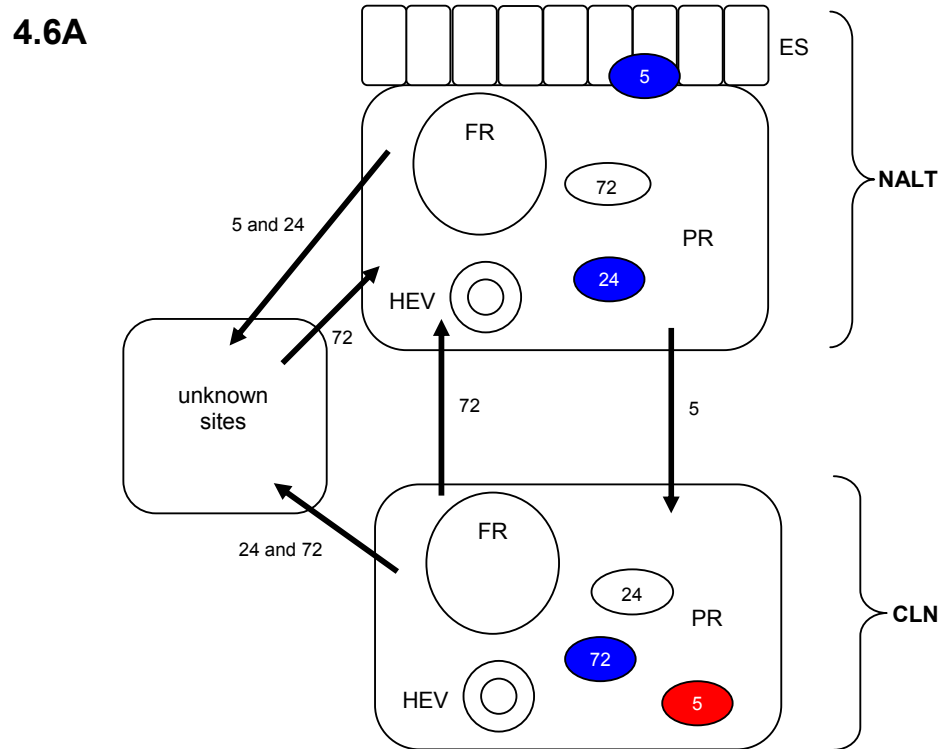 4.6A
ES
5
FR
72
NALT
5 and 24
PR
24
HEV
72
unknown
sites
72
5
FR
24 and 72
24
PR
CLN
72
HEV
5